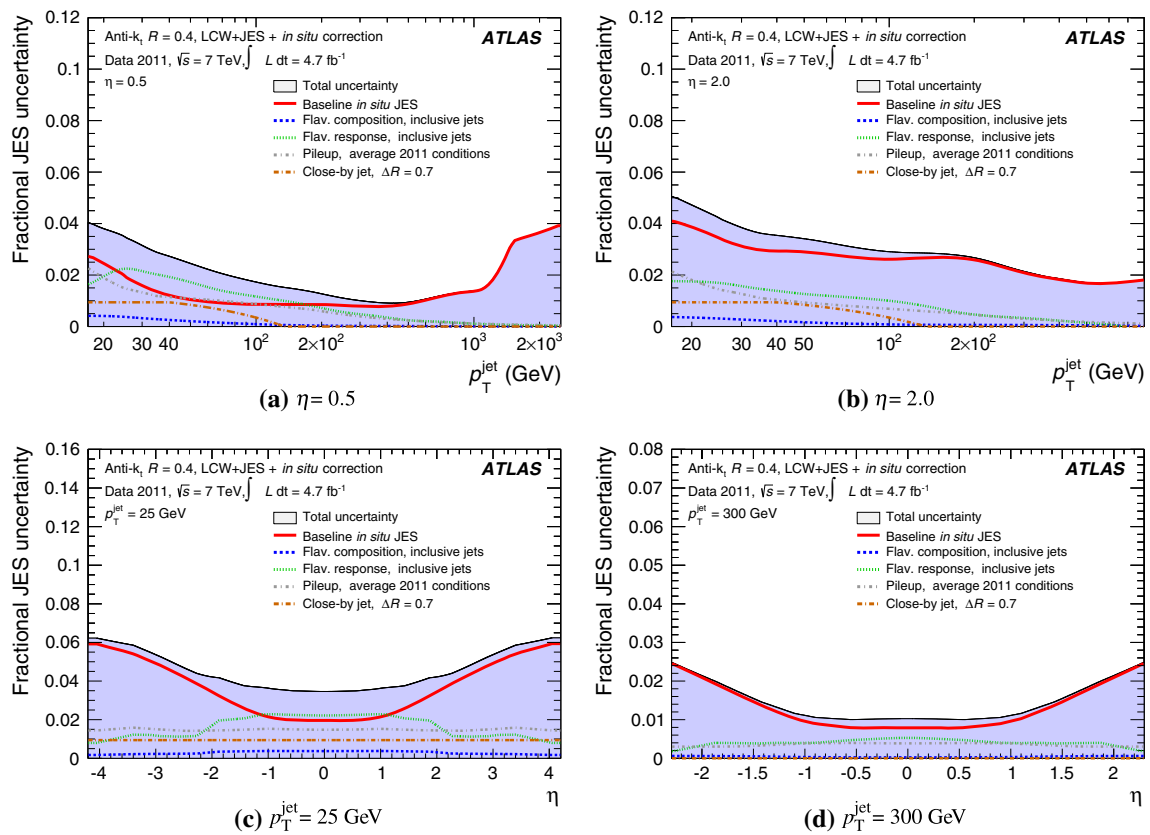 Fractional JES uncertainty
0.12
0.1
0.08
0.06
0.04
0.02
0
Anti-kt R = 0.4, LCW+JES + in situ correction
ATLAS
Data 2011, √s = 7 TeV, ∫ L dt = 4.7 fb⁻¹
η = 0.5
Total uncertainty
Baseline in situ JES
Flav. composition, inclusive jets
Flav. response, inclusive jets
Pileup, average 2011 conditions
Close-by jet, ΔR = 0.7
20 30 40 10² 2×10² 10³ 2×10³
p_T^jet (GeV)
(a) η = 0.5
Fractional JES uncertainty
0.12
0.1
0.08
0.06
0.04
0.02
0
Anti-kt R = 0.4, LCW+JES + in situ correction
ATLAS
Data 2011, √s = 7 TeV, ∫ L dt = 4.7 fb⁻¹
η = 2.0
Total uncertainty
Baseline in situ JES
Flav. composition, inclusive jets
Flav. response, inclusive jets
Pileup, average 2011 conditions
Close-by jet, ΔR = 0.7
20 30 40 50 10² 2×10²
p_T^jet (GeV)
(b) η = 2.0
Fractional JES uncertainty
0.16
0.14
0.12
0.1
0.08
0.06
0.04
0.02
0
Anti-kt R = 0.4, LCW+JES + in situ correction
ATLAS
Data 2011, √s = 7 TeV, ∫ L dt = 4.7 fb⁻¹
p_T^jet = 25 GeV
Total uncertainty
Baseline in situ JES
Flav. composition, inclusive jets
Flav. response, inclusive jets
Pileup, average 2011 conditions
Close-by jet, ΔR = 0.7
-4 -3 -2 -1 0 1 2 3 4
η
(c) p_T^jet = 25 GeV
Fractional JES uncertainty
0.08
0.07
0.06
0.05
0.04
0.03
0.02
0.01
0
Anti-kt R = 0.4, LCW+JES + in situ correction
ATLAS
Data 2011, √s = 7 TeV, ∫ L dt = 4.7 fb⁻¹
p_T^jet = 300 GeV
Total uncertainty
Baseline in situ JES
Flav. composition, inclusive jets
Flav. response, inclusive jets
Pileup, average 2011 conditions
Close-by jet, ΔR = 0.7
-2 -1.5 -1 -0.5 0 0.5 1 1.5 2
η
(d) p_T^jet = 300 GeV